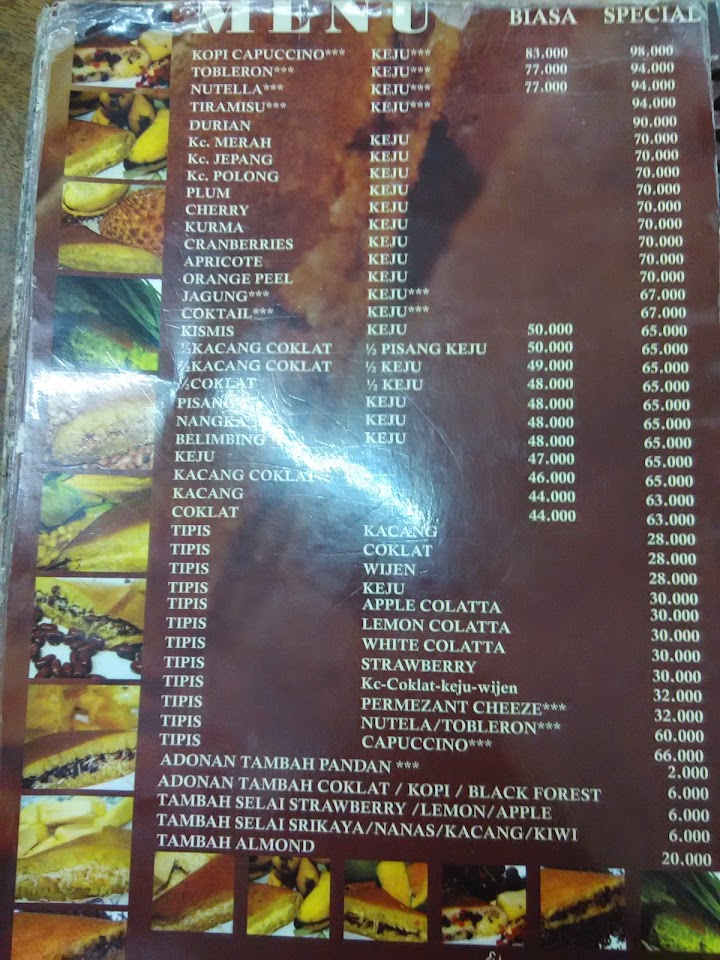 MENU BIASA SPECIAL
KOPI CAPUCCINO*** KEJU*** 83.000 98.000
TOBLERON*** KEJU*** 77.000 94.000
NUTELLA*** KEJU*** 77.000 94.000
TIRAMISU*** KEJU*** 94.000
DURIAN 90.000
Kc. MERAH KEJU 70.000
Kc. JEPANG KEJU 70.000
Kc. POLONG KEJU 70.000
PLUM KEJU 70.000
CHERRY KEJU 70.000
KURMA KEJU 70.000
CRANBERRIES KEJU 70.000
APRICOTE KEJU 70.000
ORANGE PEEL KEJU 70.000
JAGUNG*** KEJU*** 67.000
COKTAIL*** KEJU*** 67.000
KISMIS KEJU 50.000 65.000
½KACANG COKLAT ½ PISANG KEJU 50.000 65.000
½KACANG COKLAT ½ KEJU 49.000 65.000
½COKLAT ½ KEJU 48.000 65.000
PISANG KEJU 48.000 65.000
NANGKA KEJU 48.000 65.000
BELIMBING KEJU 48.000 65.000
KEJU 47.000 65.000
KACANG COKLAT 46.000 65.000
KACANG 44.000 63.000
COKLAT 44.000 63.000
TIPIS KACANG 28.000
TIPIS COKLAT 28.000
TIPIS WIJEN 28.000
TIPIS KEJU 30.000
TIPIS APPLE COLATTA 30.000
TIPIS LEMON COLATTA 30.000
TIPIS WHITE COLATTA 30.000
TIPIS STRAWBERRY 30.000
TIPIS Kc-Coklat-keju-wijen 32.000
TIPIS PERMEZANT CHEEZE*** 32.000
TIPIS NUTELA/TOBLERON*** 60.000
TIPIS CAPUCCINO*** 66.000
ADONAN TAMBAH PANDAN *** 2.000
ADONAN TAMBAH COKLAT / KOPI / BLACK FOREST 6.000
TAMBAH SELAI STRAWBERRY /LEMON/APPLE 6.000
TAMBAH SELAI SRIKAYA/NANAS/KACANG/KIWI 6.000
TAMBAH ALMOND 20.000